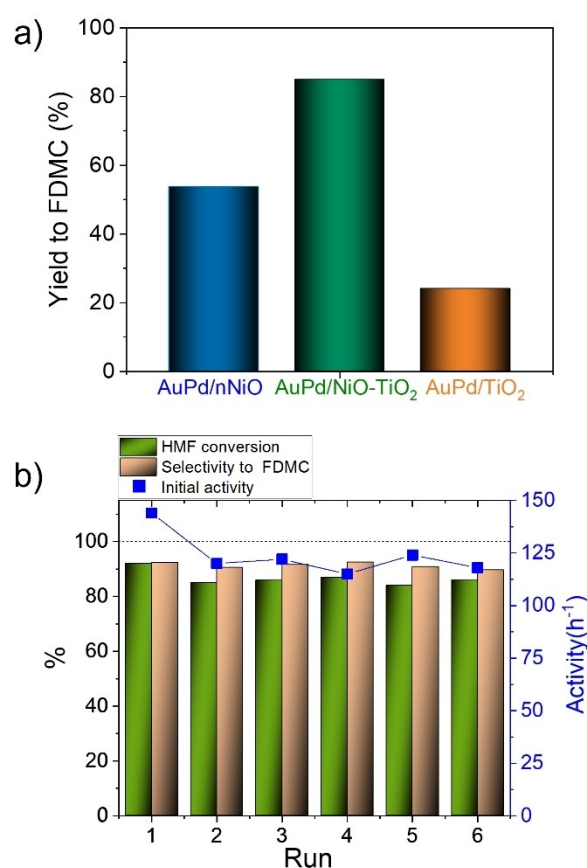 a)
Yield to FDMC (%)
100
80
60
40
20
0
AuPd/nNiO AuPd/NiO-TiO₂ AuPd/TiO₂
b)
HMF conversion
Selectivity to FDMC
Initial activity
%
100
80
60
40
20
0
150
125
100
75
50
25
0
Activity(h⁻¹)
1 2 3 4 5 6
Run